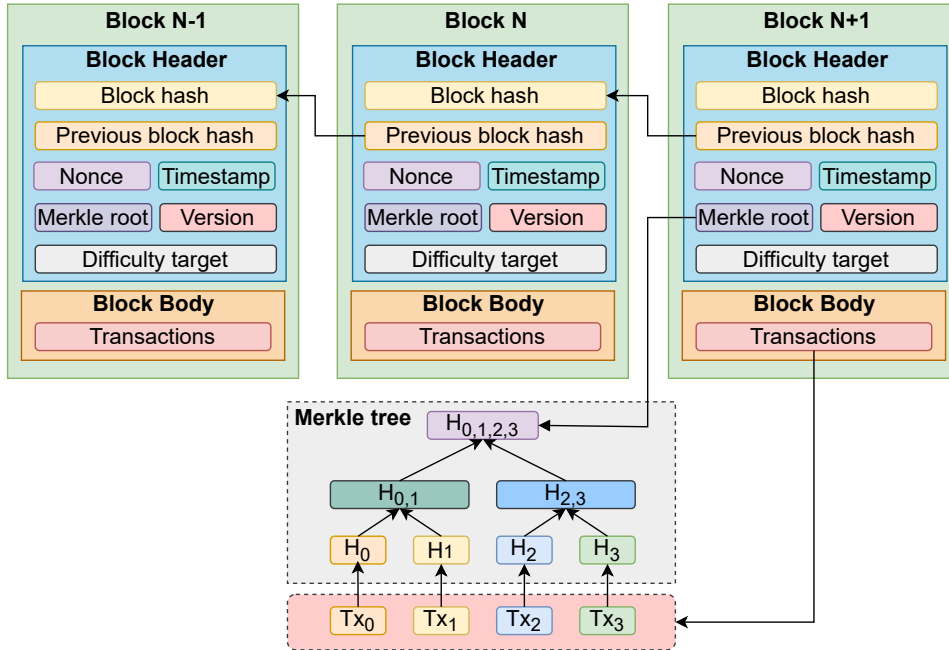 Block N-1
Block Header
Block hash
Previous block hash
Nonce
Timestamp
Merkle root
Version
Difficulty target
Block Body
Transactions
Block N
Block Header
Block hash
Previous block hash
Nonce
Timestamp
Merkle root
Version
Difficulty target
Block Body
Transactions
Block N+1
Block Header
Block hash
Previous block hash
Nonce
Timestamp
Merkle root
Version
Difficulty target
Block Body
Transactions
Merkle tree
H0,1,2,3
H0,1
H2,3
H0
H1
H2
H3
Tx0
Tx1
Tx2
Tx3